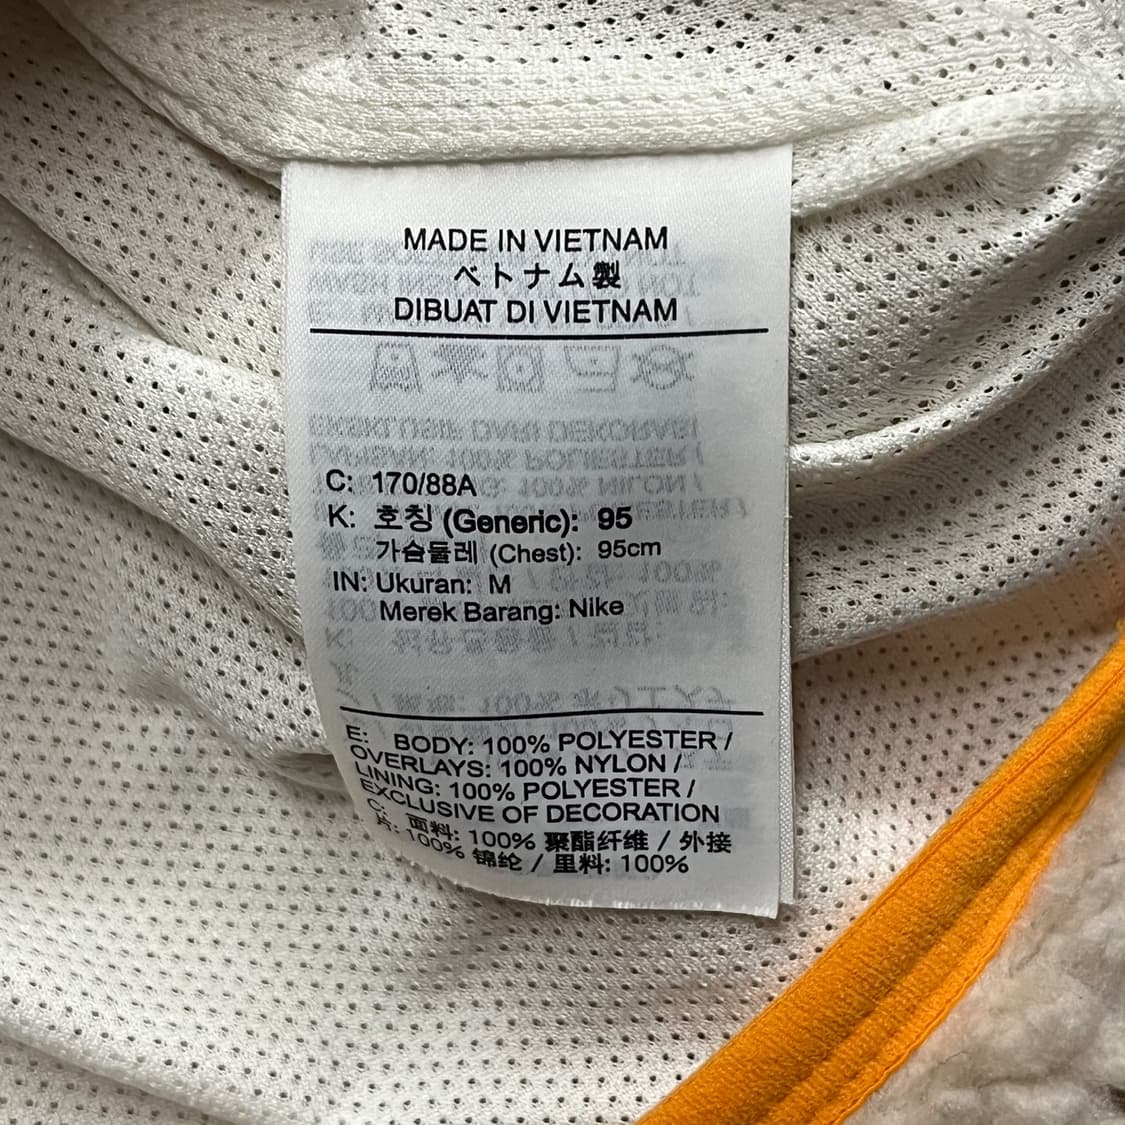 MADE IN VIETNAM
ベトナム製
DIBUAT DI VIETNAM
C: 170/88A
K: 호칭 (Generic): 95
가슴둘레 (Chest): 95cm
IN: Ukuran: M
Merek Barang: Nike
E: BODY: 100% POLYESTER /
OVERLAYS: 100% NYLON /
LINING: 100% POLYESTER /
EXCLUSIVE OF DECORATION
C: 面料: 100% 聚酯纤维 / 外接
片: 100% 锦纶 / 里料: 100%